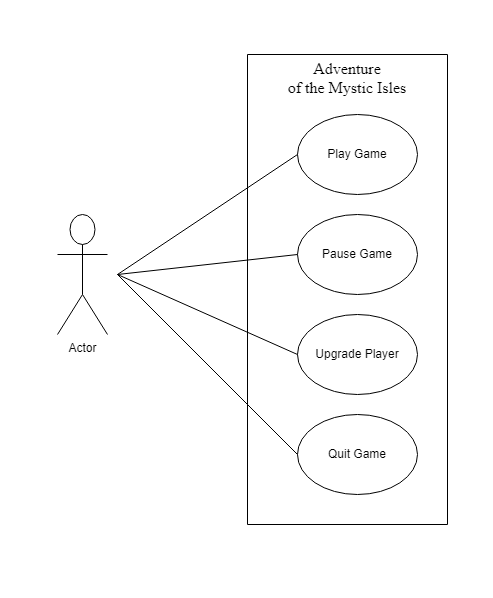 Adventure
of the Mystic Isles
Play Game
Pause Game
Upgrade Player
Actor
Quit Game